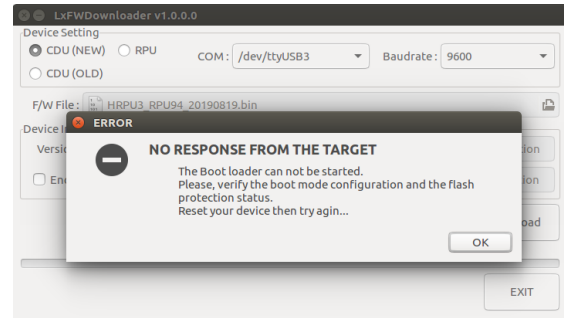 LxFWDownloader v1.0.0.0
Device Setting
CDU (NEW) RPU COM : /dev/ttyUSB3 Baudrate : 9600
CDU (OLD)
F/W File : HRPU3_RPU94_20190819.bin
ERROR
NO RESPONSE FROM THE TARGET
The Boot loader can not be started.
Please, verify the boot mode configuration and the flash
protection status.
Reset your device then try agin...
OK
EXIT